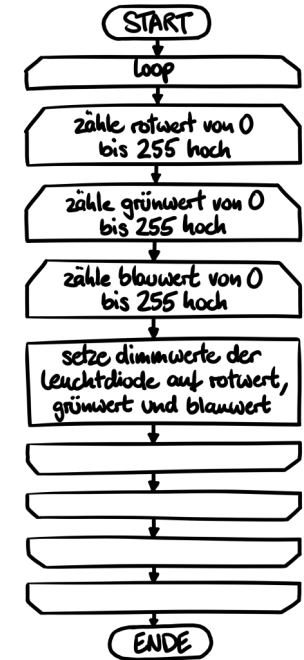 START
loop
zähle rotwert von 0
bis 255 hoch
zähle grünwert von 0
bis 255 hoch
zähle blauwert von 0
bis 255 hoch
setze dimmwerte der
leuchtdiode auf rotwert,
grünwert und blauwert
ENDE